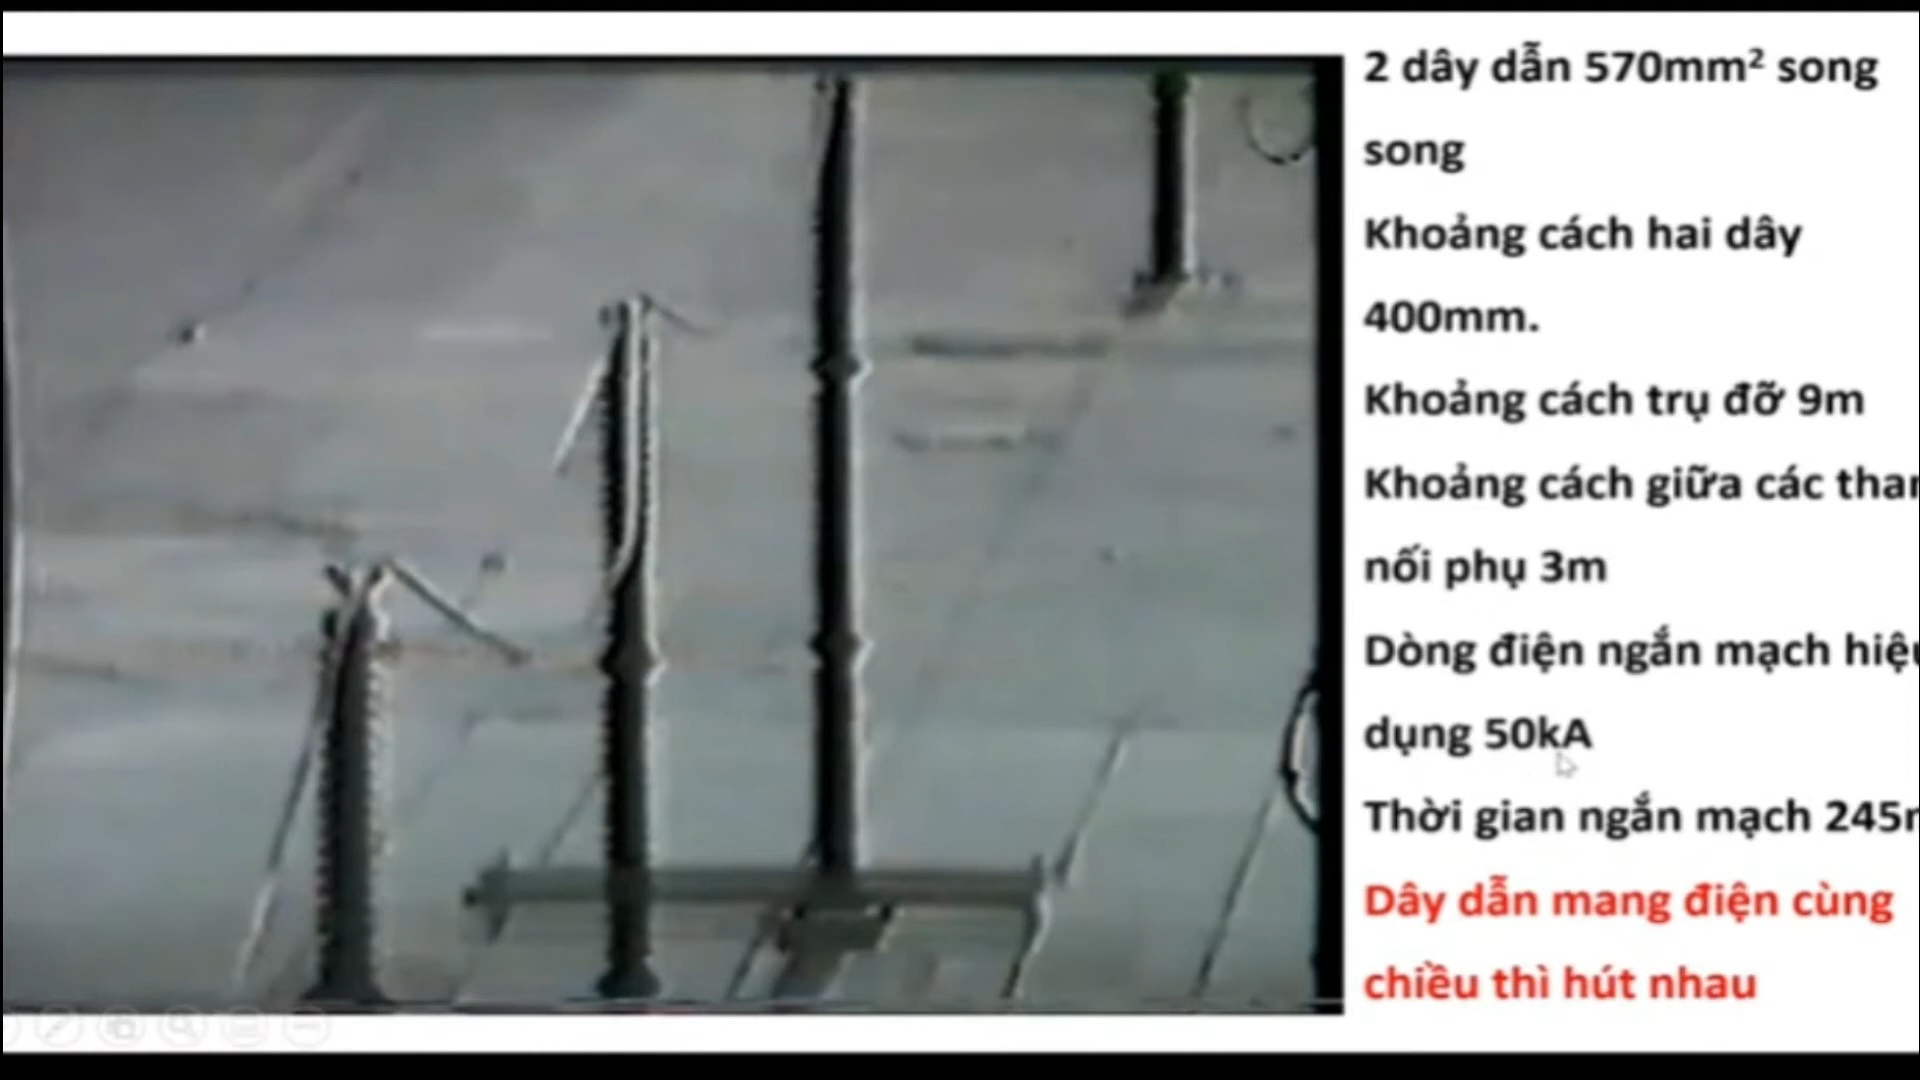 2 dây dẫn 570mm² song
song
Khoảng cách hai dây
400mm.
Khoảng cách trụ đỡ 9m
Khoảng cách giữa các
nối phụ 3m
Dòng điện ngắn mạch
dụng 50kA
Thời gian ngắn mạch
Dây dẫn mang điện cùng
chiều thì hút nhau